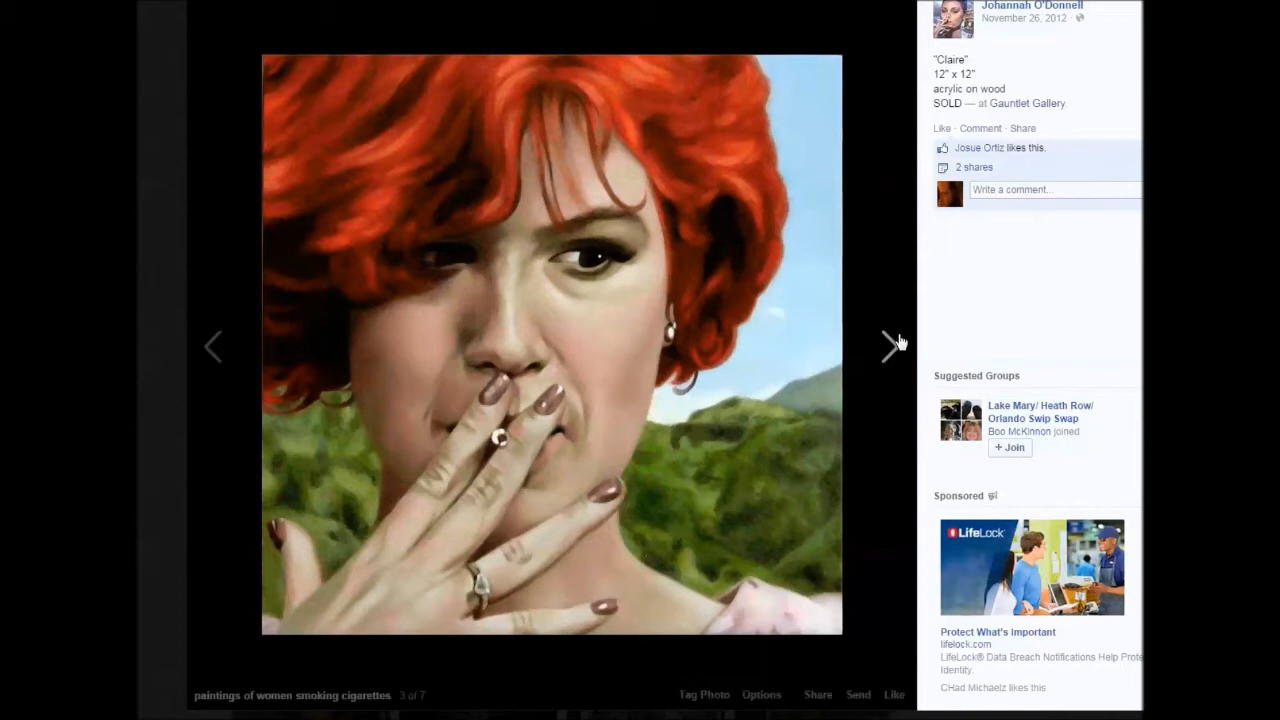 Johannah O'Donnell
November 26, 2012 ·
"Claire"
12" x 12"
acrylic on wood
SOLD — at Gauntlet Gallery.
Like · Comment · Share
Josue Ortiz likes this.
2 shares
Write a comment...
Suggested Groups
Lake Mary/ Heath Row/
Orlando Swip Swap
Boo McKinnon joined
+ Join
Sponsored
LifeLock
Protect What's Important
lifelock.com
LifeLock® Data Breach Notifications Help Prote
Identity.
CHad Michaelz likes this
paintings of women smoking cigarettes 3 of 7
Tag Photo Options Share Send Like